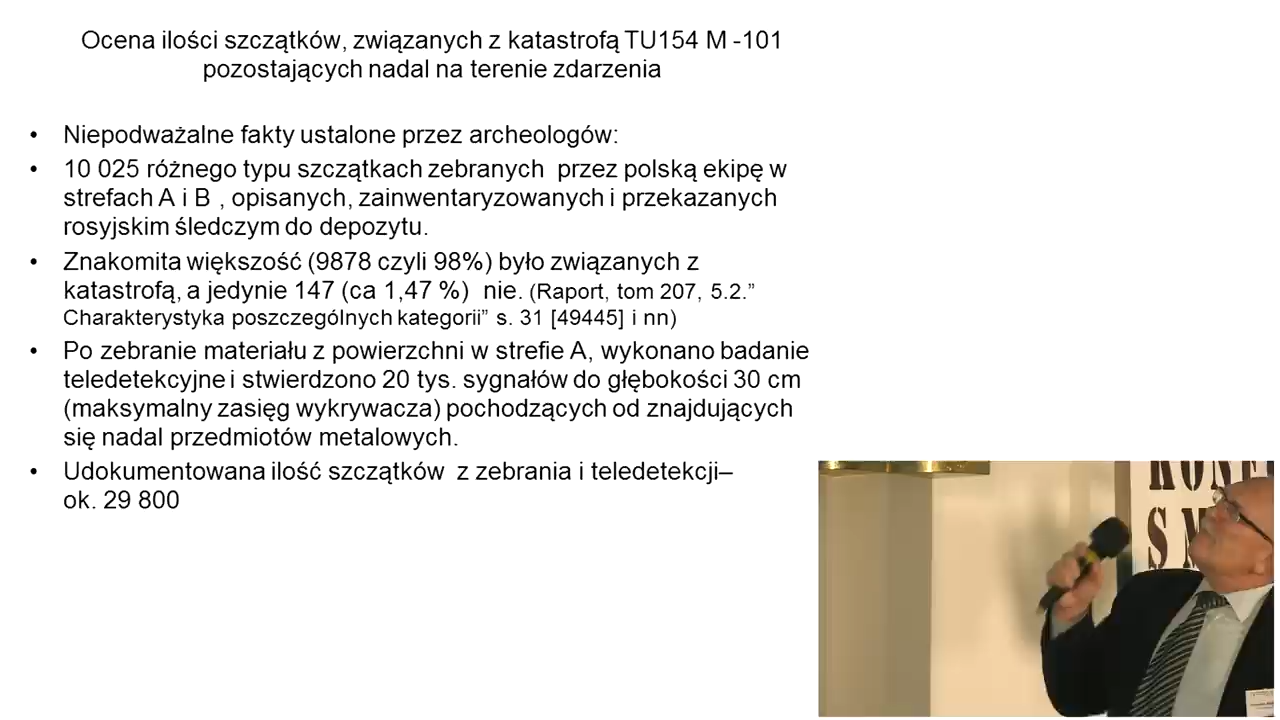 Ocena ilości szczątków, związanych z katastrofą TU154 M -101
pozostających nadal na terenie zdarzenia
• Niepodważalne fakty ustalone przez archeologów:
• 10 025 różnego typu szczątkach zebranych przez polską ekipę w
strefach A i B , opisanych, zainwentaryzowanych i przekazanych
rosyjskim śledczym do depozytu.
• Znakomita większość (9878 czyli 98%) było związanych z
katastrofą, a jedynie 147 (ca 1,47 %) nie. (Raport, tom 207, 5.2.”
Charakterystyka poszczególnych kategorii” s. 31 [49445] i nn)
• Po zebranie materiału z powierzchni w strefie A, wykonano badanie
teledetekcyjne i stwierdzono 20 tys. sygnałów do głębokości 30 cm
(maksymalny zasięg wykrywacza) pochodzących od znajdujących
się nadal przedmiotów metalowych.
• Udokumentowana ilość szczątków z zebrania i teledetekcji–
ok. 29 800